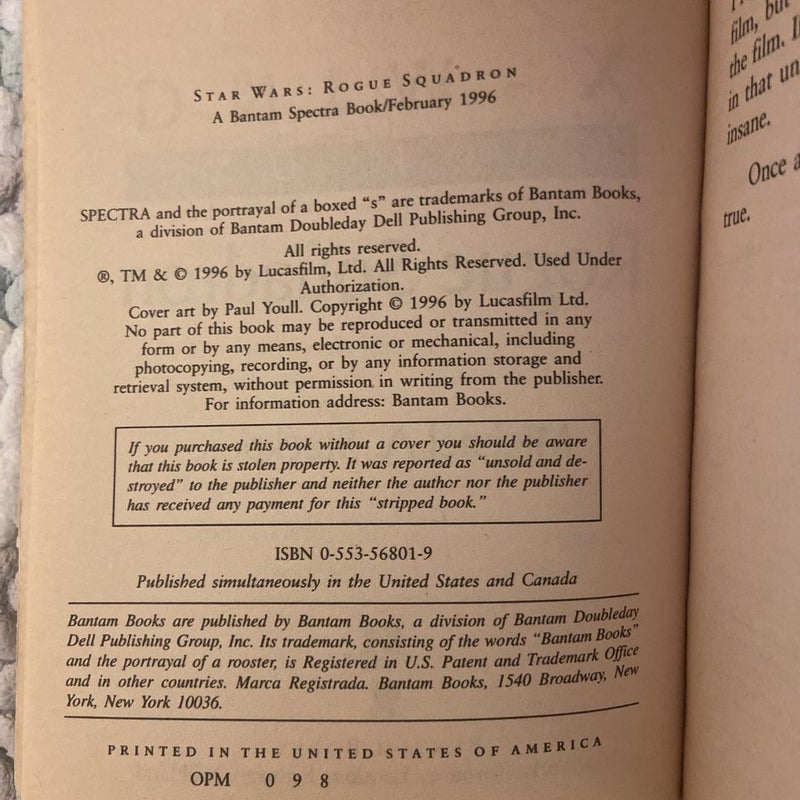 STAR WARS: ROGUE SQUADRON
A Bantam Spectra Book/February 1996
SPECTRA and the portrayal of a boxed “s” are trademarks of Bantam Books,
a division of Bantam Doubleday Dell Publishing Group, Inc.
All rights reserved.
®, TM & © 1996 by Lucasfilm, Ltd. All Rights Reserved. Used Under
Authorization.
Cover art by Paul Youll. Copyright © 1996 by Lucasfilm Ltd.
No part of this book may be reproduced or transmitted in any
form or by any means, electronic or mechanical, including
photocopying, recording, or by any information storage and
retrieval system, without permission in writing from the publisher.
For information address: Bantam Books.
If you purchased this book without a cover you should be aware
that this book is stolen property. It was reported as “unsold and de-
stroyed” to the publisher and neither the author nor the publisher
has received any payment for this “stripped book.”
ISBN 0-553-56801-9
Published simultaneously in the United States and Canada
Bantam Books are published by Bantam Books, a division of Bantam Doubleday
Dell Publishing Group, Inc. Its trademark, consisting of the words “Bantam Books”
and the portrayal of a rooster, is Registered in U.S. Patent and Trademark Office
and in other countries. Marca Registrada. Bantam Books, 1540 Broadway, New
York, New York 10036.
PRINTED IN THE UNITED STATES OF AMERICA
OPM 0 9 8
film, but
the film.
in that
insane.
Once
true.